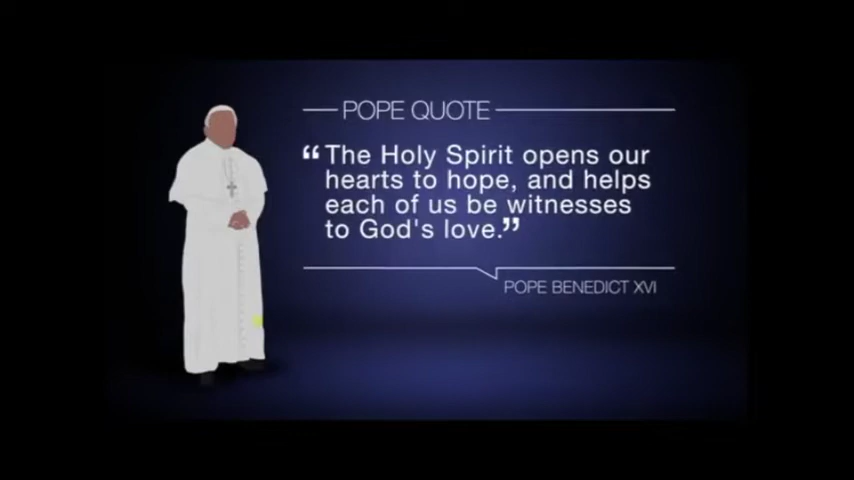 POPE QUOTE
“The Holy Spirit opens our
hearts to hope, and helps
each of us be witnesses
to God's love.”
POPE BENEDICT XVI